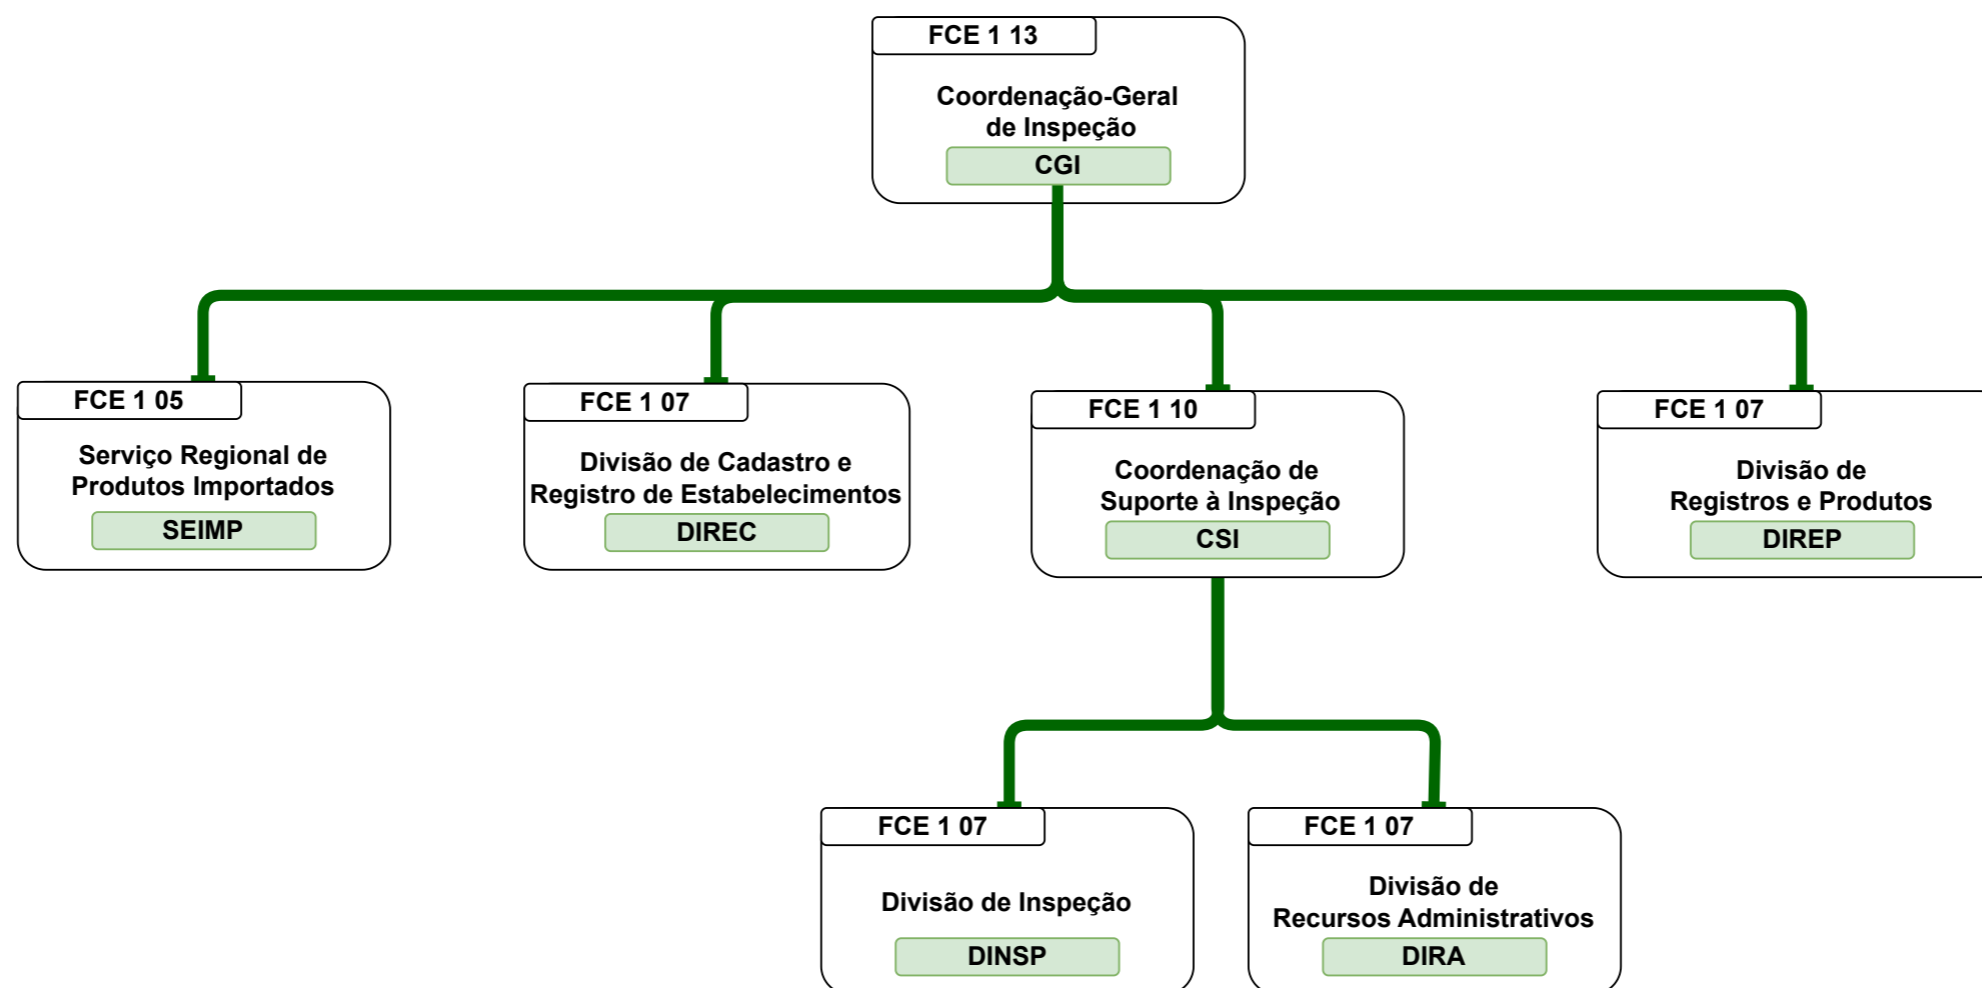 FCE 1 13
Coordenação-Geral
de Inspeção
CGI
FCE 1 05
Serviço Regional de
Produtos Importados
SEIMP
FCE 1 07
Divisão de Cadastro e
Registro de Estabelecimentos
DIREC
FCE 1 10
Coordenação de
Suporte à Inspeção
CSI
FCE 1 07
Divisão de
Registros e Produtos
DIREP
FCE 1 07
Divisão de Inspeção
DINSP
FCE 1 07
Divisão de
Recursos Administrativos
DIRA